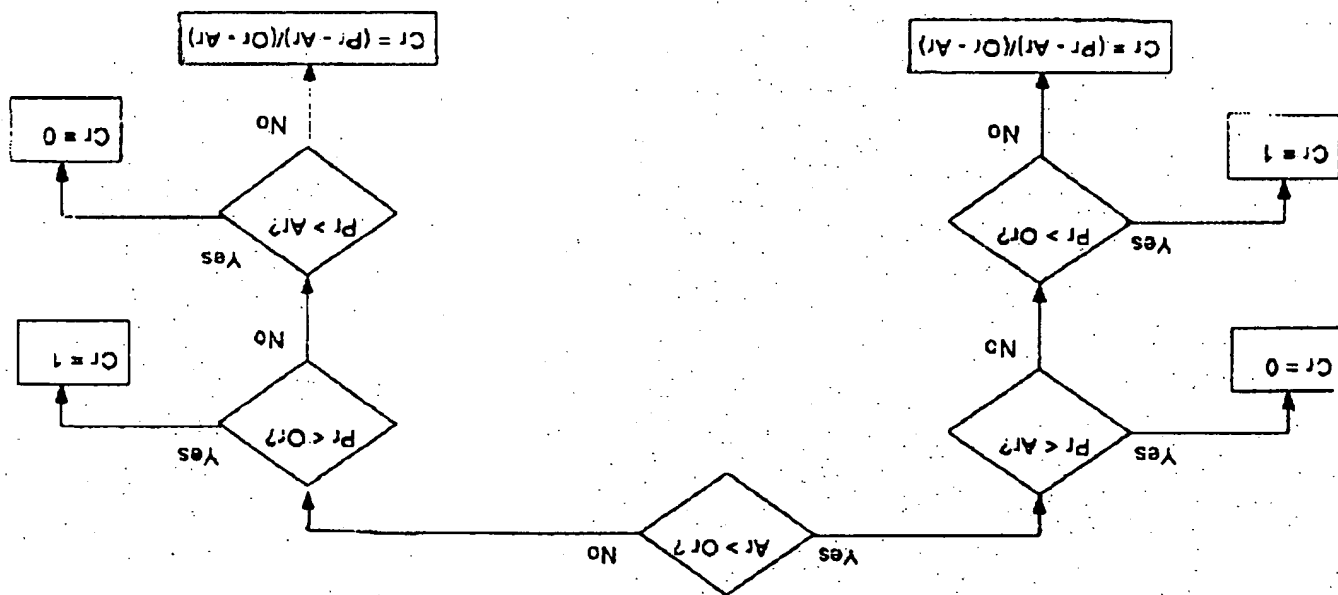 Ar > Or ?
Yes
No
Pr < Ar?
Yes
No
Cr = 0
Pr > Or?
Yes
No
Cr = 1
Cr = (Pr - Ar)/(Or - Ar)
Pr < Or?
Yes
No
Cr = 1
Pr > Ar?
Yes
No
Cr = 0
Cr = (Pr - Ar)/(Or - Ar)